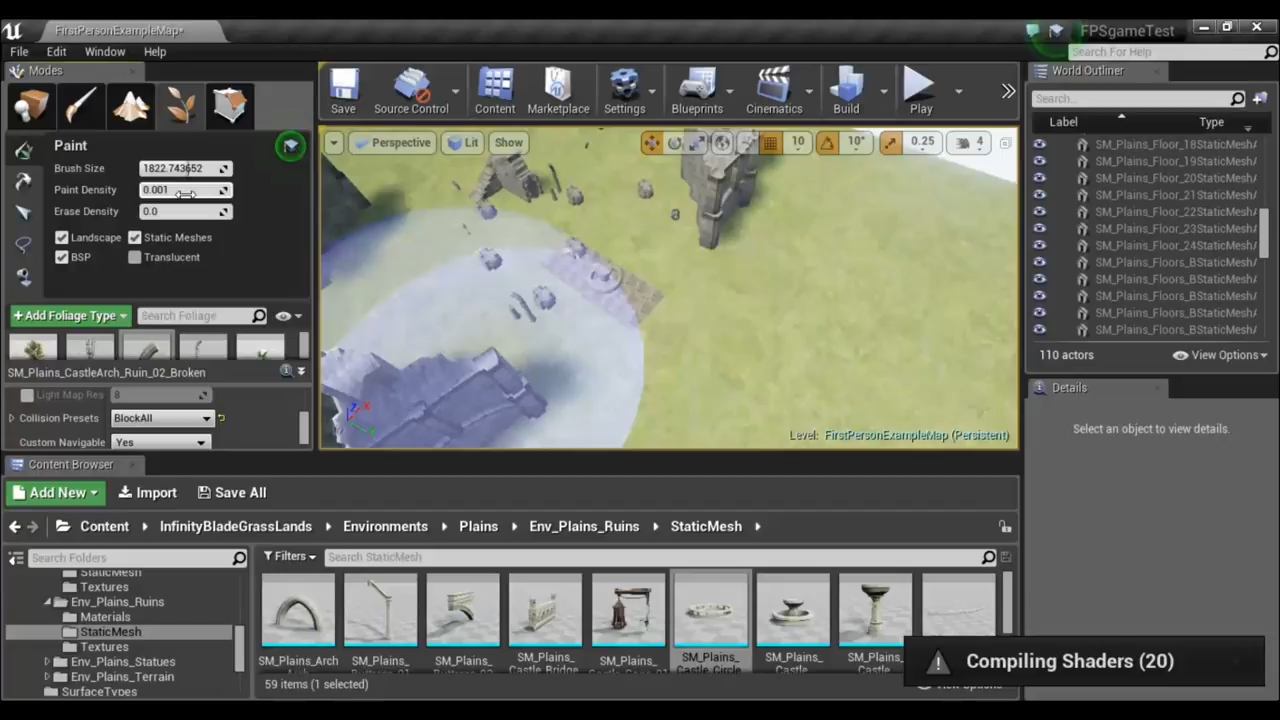 FirstPersonExampleMap*
FPSgameTest
File Edit Window Help
Search For Help
Modes
Save Source Control Content Marketplace Settings Blueprints Cinematics Build Play
World Outliner
Search...
Label Type
Paint
Brush Size 1822.743652
Paint Density 0.001
Erase Density 0.0
Landscape Static Meshes
BSP Translucent
Perspective Lit Show 10 10° 0.25 4
SM_Plains_Floor_18StaticMesh/
SM_Plains_Floor_19StaticMesh/
SM_Plains_Floor_20StaticMesh/
SM_Plains_Floor_21StaticMesh/
SM_Plains_Floor_22StaticMesh/
SM_Plains_Floor_23StaticMesh/
SM_Plains_Floor_24StaticMesh/
SM_Plains_Floors_BStaticMesh/
SM_Plains_Floors_BStaticMesh/
SM_Plains_Floors_BStaticMesh/
SM_Plains_Floors_BStaticMesh/
SM_Plains_Floors_BStaticMesh/
110 actors View Options
+Add Foliage Type Search Foliage
SM_Plains_CastleArch_Ruin_02_Broken
Light Map Res 8
Collision Presets BlockAll
Custom Navigable Yes
Level: FirstPersonExampleMap (Persistent)
Details
Select an object to view details.
Content Browser
Add New Import Save All
Content InfinityBladeGrassLands Environments Plains Env_Plains_Ruins StaticMesh
Search Folders
Filters Search StaticMesh
StaticMesh
Textures
Env_Plains_Ruins
Materials
StaticMesh
Textures
Env_Plains_Statues
Env_Plains_Terrain
SurfaceTypes
SM_Plains_Arch
SM_Plains_
SM_Plains_
SM_Plains_
Castle_Bridge
SM_Plains_
SM_Plains_
Castle_Circle
SM_Plains_
Castle
SM_Plains_
59 items (1 selected)
Compiling Shaders (20)